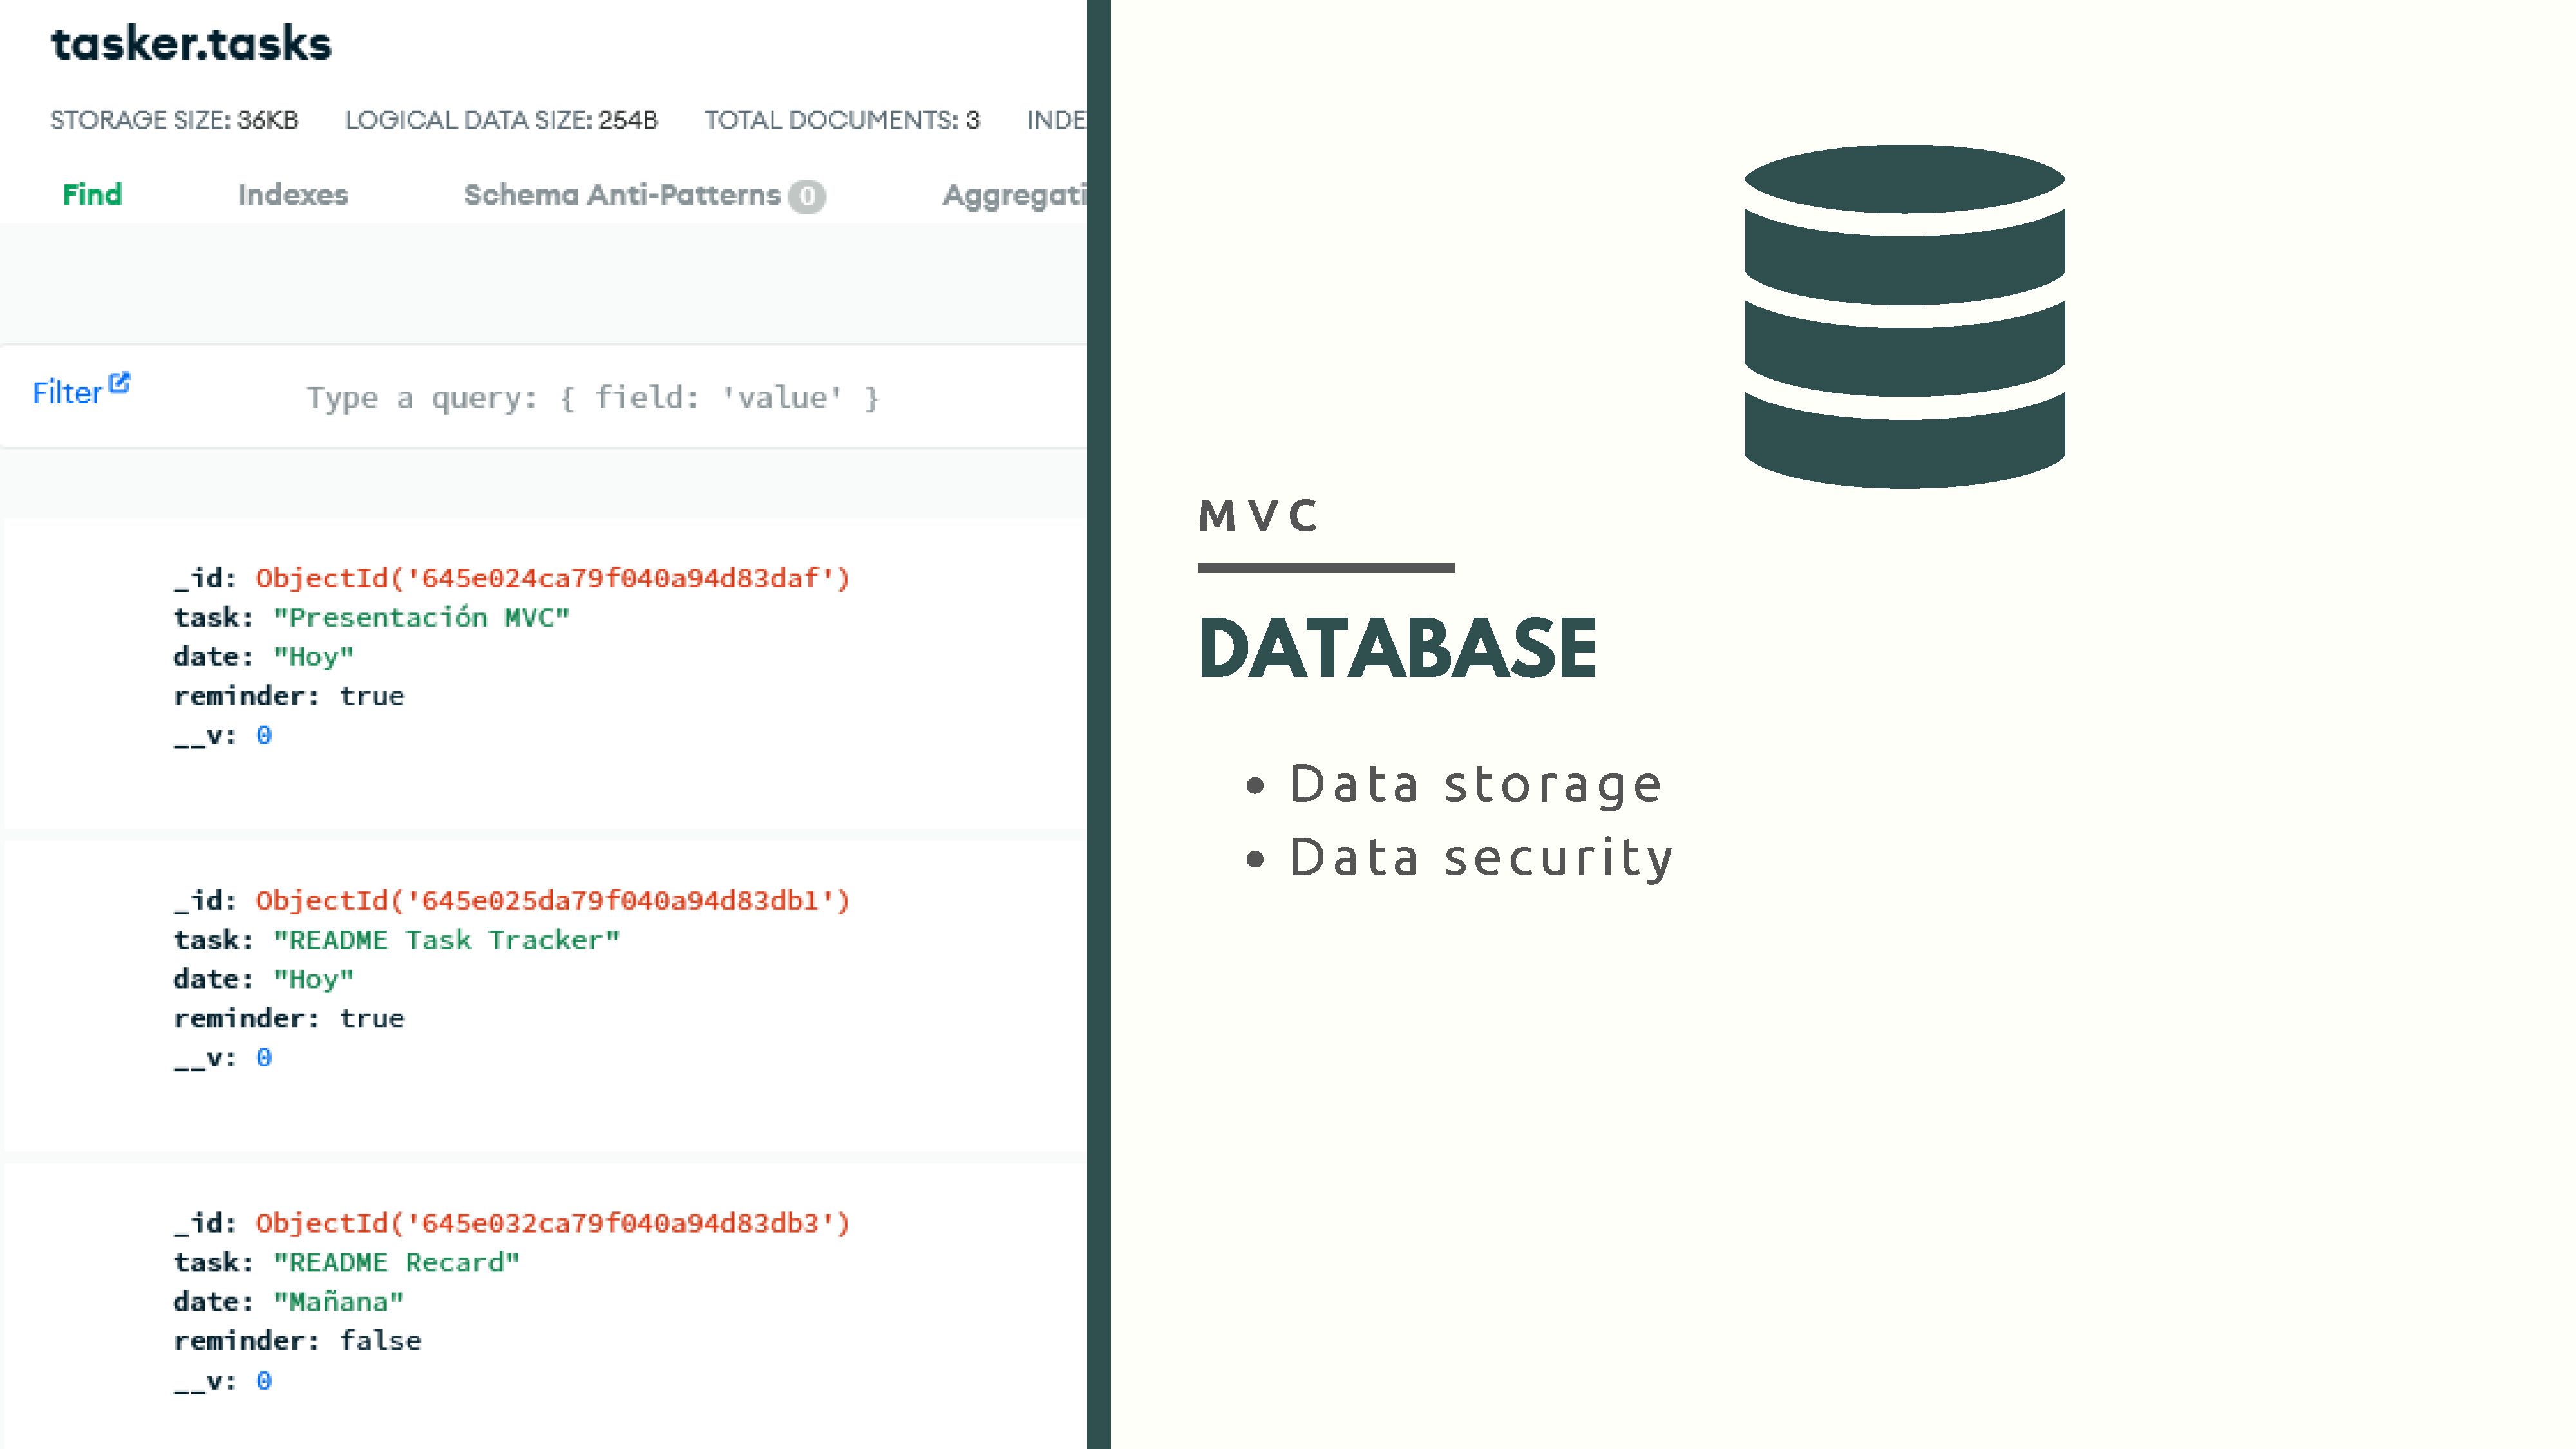 tasker.tasks
STORAGE SIZE: 36KB LOGICAL DATA SIZE: 254B TOTAL DOCUMENTS: 3 INDE
Find Indexes Schema Anti-Patterns 0 Aggregati
Filter Type a query: { field: 'value' }
_id: ObjectId('645e024ca79f040a94d83daf')
task: "Presentación MVC"
date: "Hoy"
reminder: true
__v: 0
_id: ObjectId('645e025da79f040a94d83db1')
task: "README Task Tracker"
date: "Hoy"
reminder: true
__v: 0
_id: ObjectId('645e032ca79f040a94d83db3')
task: "README Recard"
date: "Mañana"
reminder: false
__v: 0
MVC
DATABASE
• Data storage
• Data security